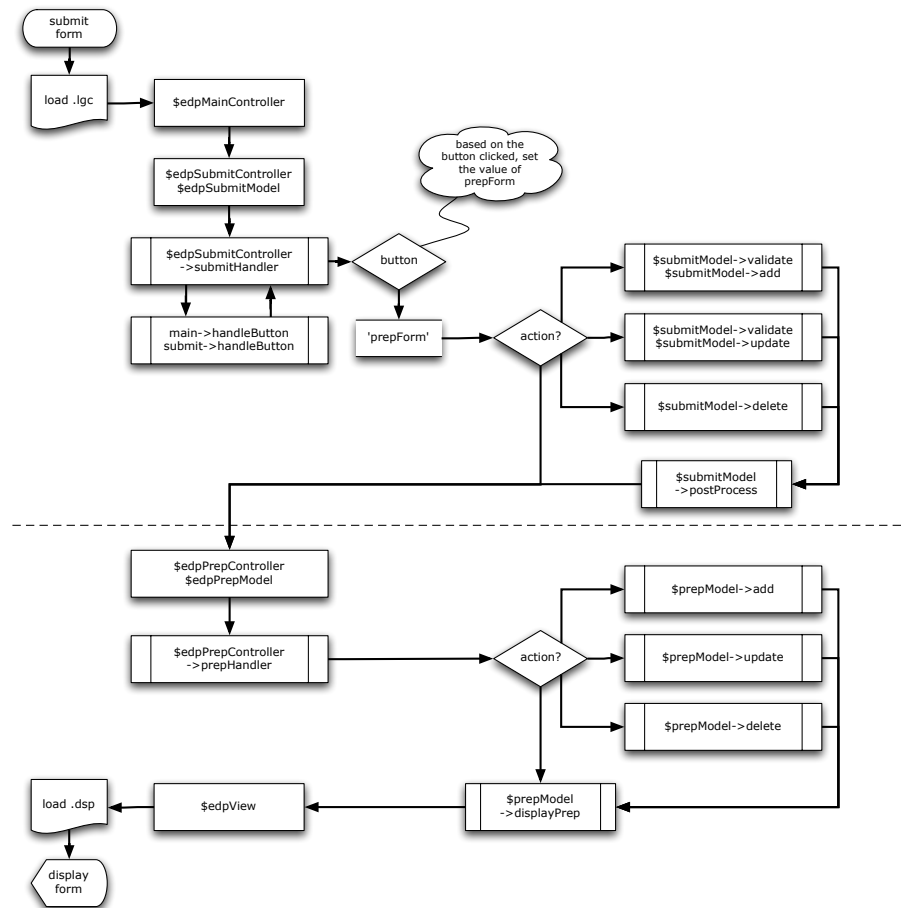 submit
form
load .lgc
$edpMainController
based on the
button clicked, set
the value of
prepForm
$edpSubmitController
$edpSubmitModel
$edpSubmitController
->submitHandler
button
$submitModel->validate
$submitModel->add
main->handleButton
submit->handleButton
'prepForm'
action?
$submitModel->validate
$submitModel->update
$submitModel->delete
$submitModel
->postProcess
$edpPrepController
$edpPrepModel
$prepModel->add
$edpPrepController
->prepHandler
action?
$prepModel->update
$prepModel->delete
load .dsp
$edpView
$prepModel
->displayPrep
display
form